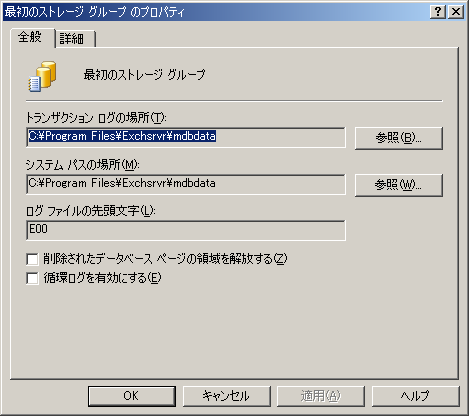 最初のストレージ グループ のプロパティ
全般
詳細
最初のストレージ グループ
トランザクション ログの場所(T):
C:¥Program Files¥Exchsrvr¥mdbdata
参照(B)...
システム パスの場所(M):
C:¥Program Files¥Exchsrvr¥mdbdata
参照(W)...
ログ ファイルの先頭文字(L):
E00
削除されたデータベース ページの領域を解放する(Z)
循環ログを有効にする(E)
OK
キャンセル
適用(A)
ヘルプ